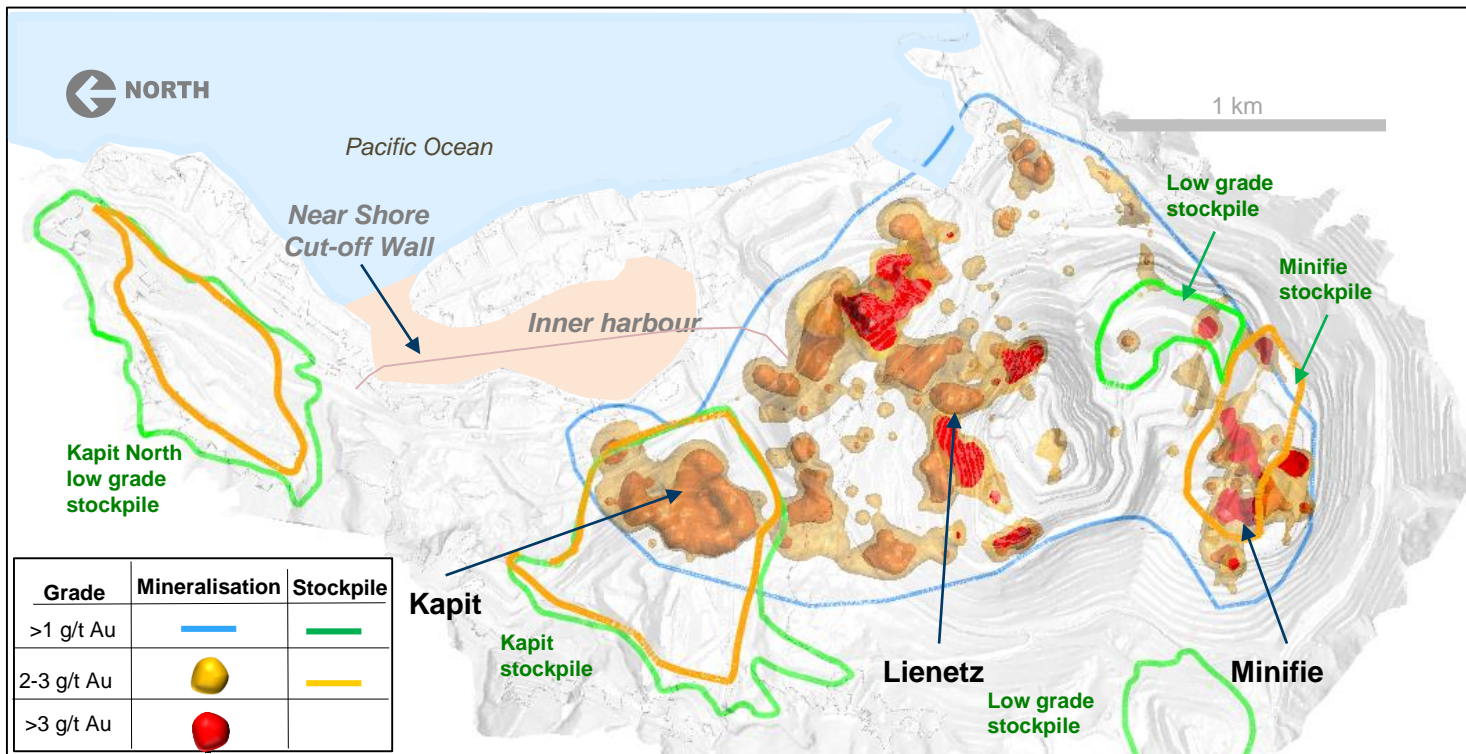 NORTH
Pacific Ocean
1 km
Near Shore
Cut-off Wall
Low grade
stockpile
Minifie
stockpile
Inner harbour
Kapit North
low grade
stockpile
Kapit
Kapit
stockpile
Lienetz
Minifie
Low grade
stockpile
Grade Mineralisation Stockpile
>1 g/t Au
2-3 g/t Au
>3 g/t Au